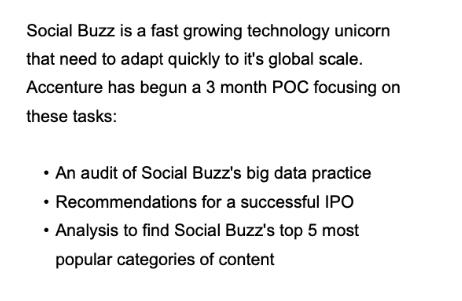 Social Buzz is a fast growing technology unicorn
that need to adapt quickly to it's global scale.
Accenture has begun a 3 month POC focusing on
these tasks:
• An audit of Social Buzz's big data practice
• Recommendations for a successful IPO
• Analysis to find Social Buzz's top 5 most
popular categories of content